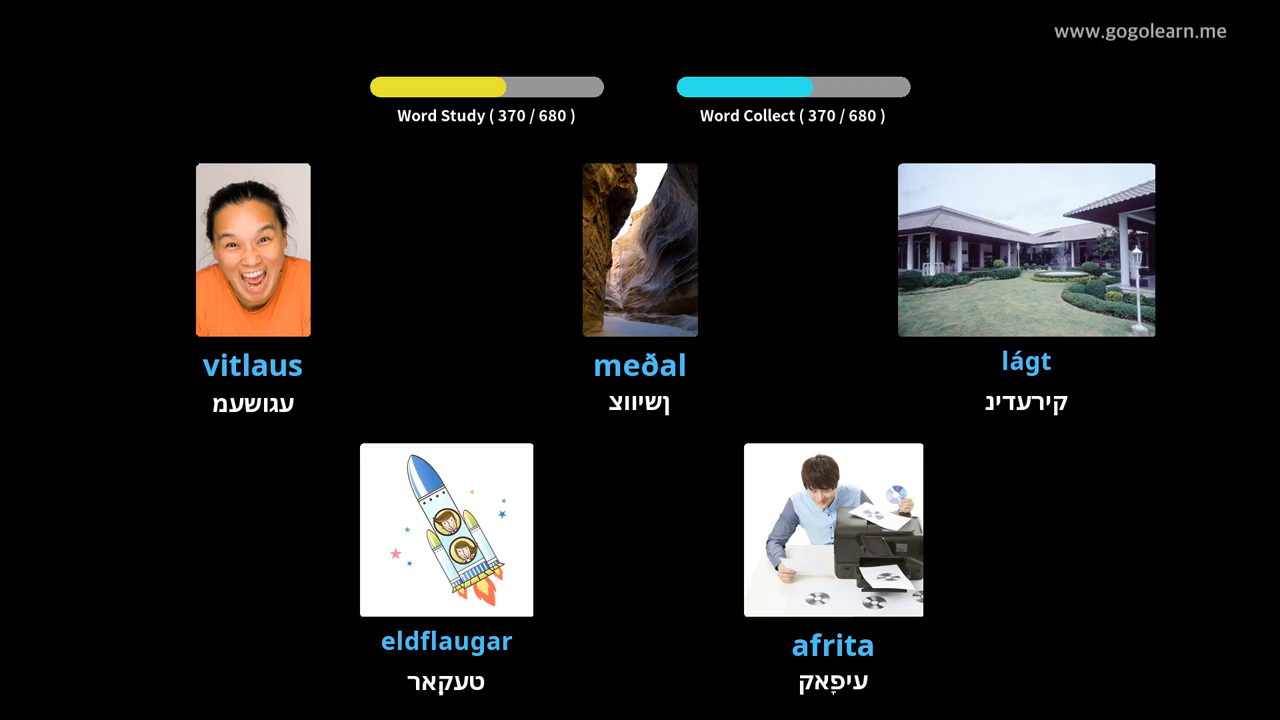 www.gogolearn.me
Word Study ( 370 / 680 )
Word Collect ( 370 / 680 )
vitlaus
עגושעמ
meðal
ןשיווצ
lágt
קירעדינ
eldflaugar
טעקאר
afrita
עיפָּאק